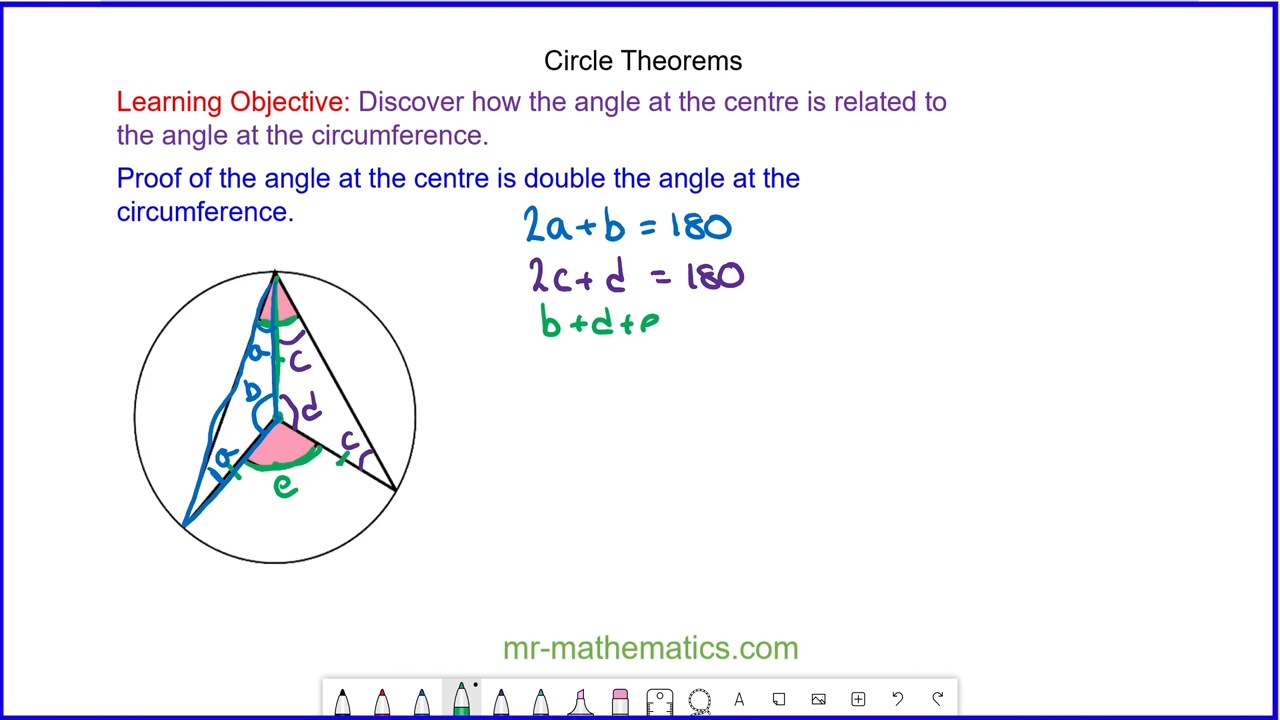 Circle Theorems
Learning Objective: Discover how the angle at the centre is related to
the angle at the circumference.
Proof of the angle at the centre is double the angle at the
circumference.
2a + b = 180
2c + d = 180
b + d + e
a
c
b
d
a
c
e
mr-mathematics.com
A